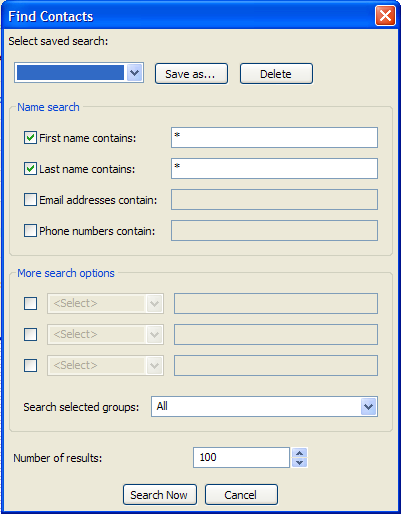 Find Contacts
Select saved search:
Save as... Delete
Name search
First name contains: *
Last name contains: *
Email addresses contain:
Phone numbers contain:
More search options
<Select>
<Select>
<Select>
Search selected groups: All
Number of results: 100
Search Now Cancel